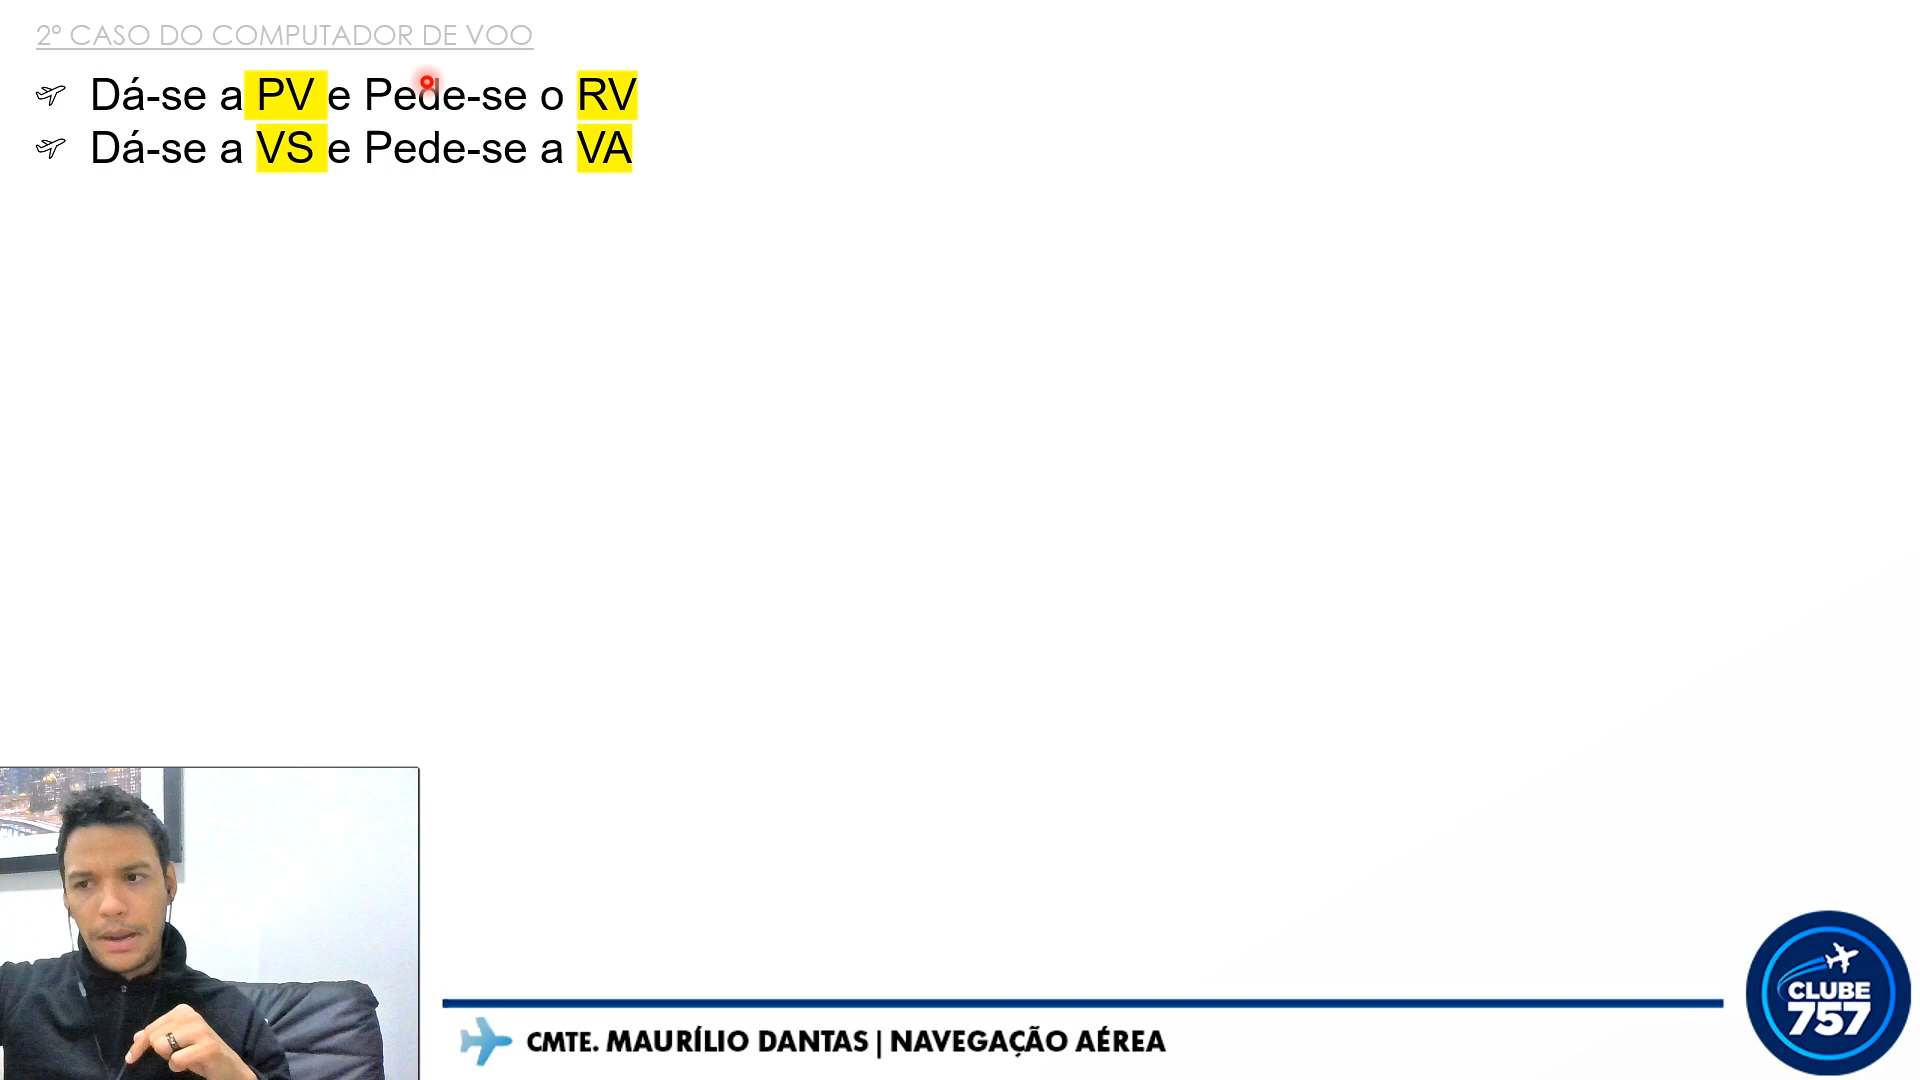 2º CASO DO COMPUTADOR DE VOO
Dá-se a PV e Pede-se o RV
Dá-se a VS e Pede-se a VA
CMTE. MAURÍLIO DANTAS | NAVEGAÇÃO AÉREA
CLUBE
757